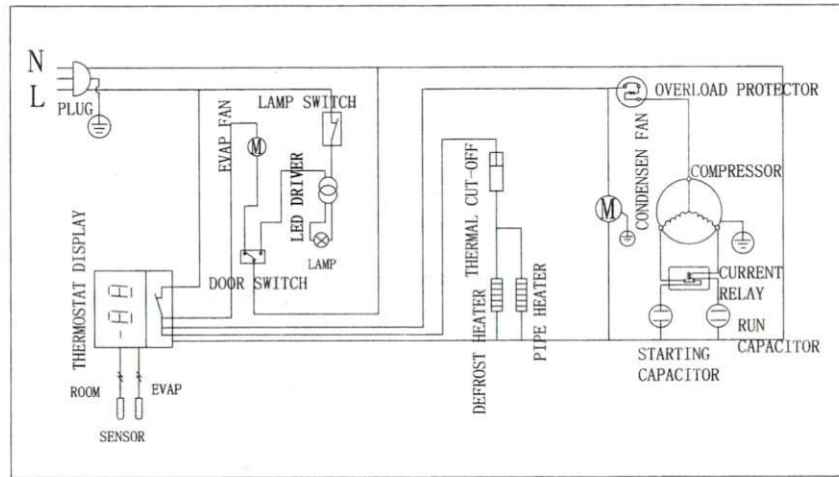 N
L
PLUG
LAMP SWITCH
EVAP FAN
M
LED DRIVER
LAMP
DOOR SWITCH
THERMOSTAT DISPLAY
ROOM
EVAP
SENSOR
THERMAL CUT-OFF
DEFROST HEATER
PIPE HEATER
OVERLOAD PROTECTOR
CONDENSEN FAN
M
COMPRESSOR
CURRENT
RELAY
STARTING
CAPACITOR
RUN
CAPACITOR